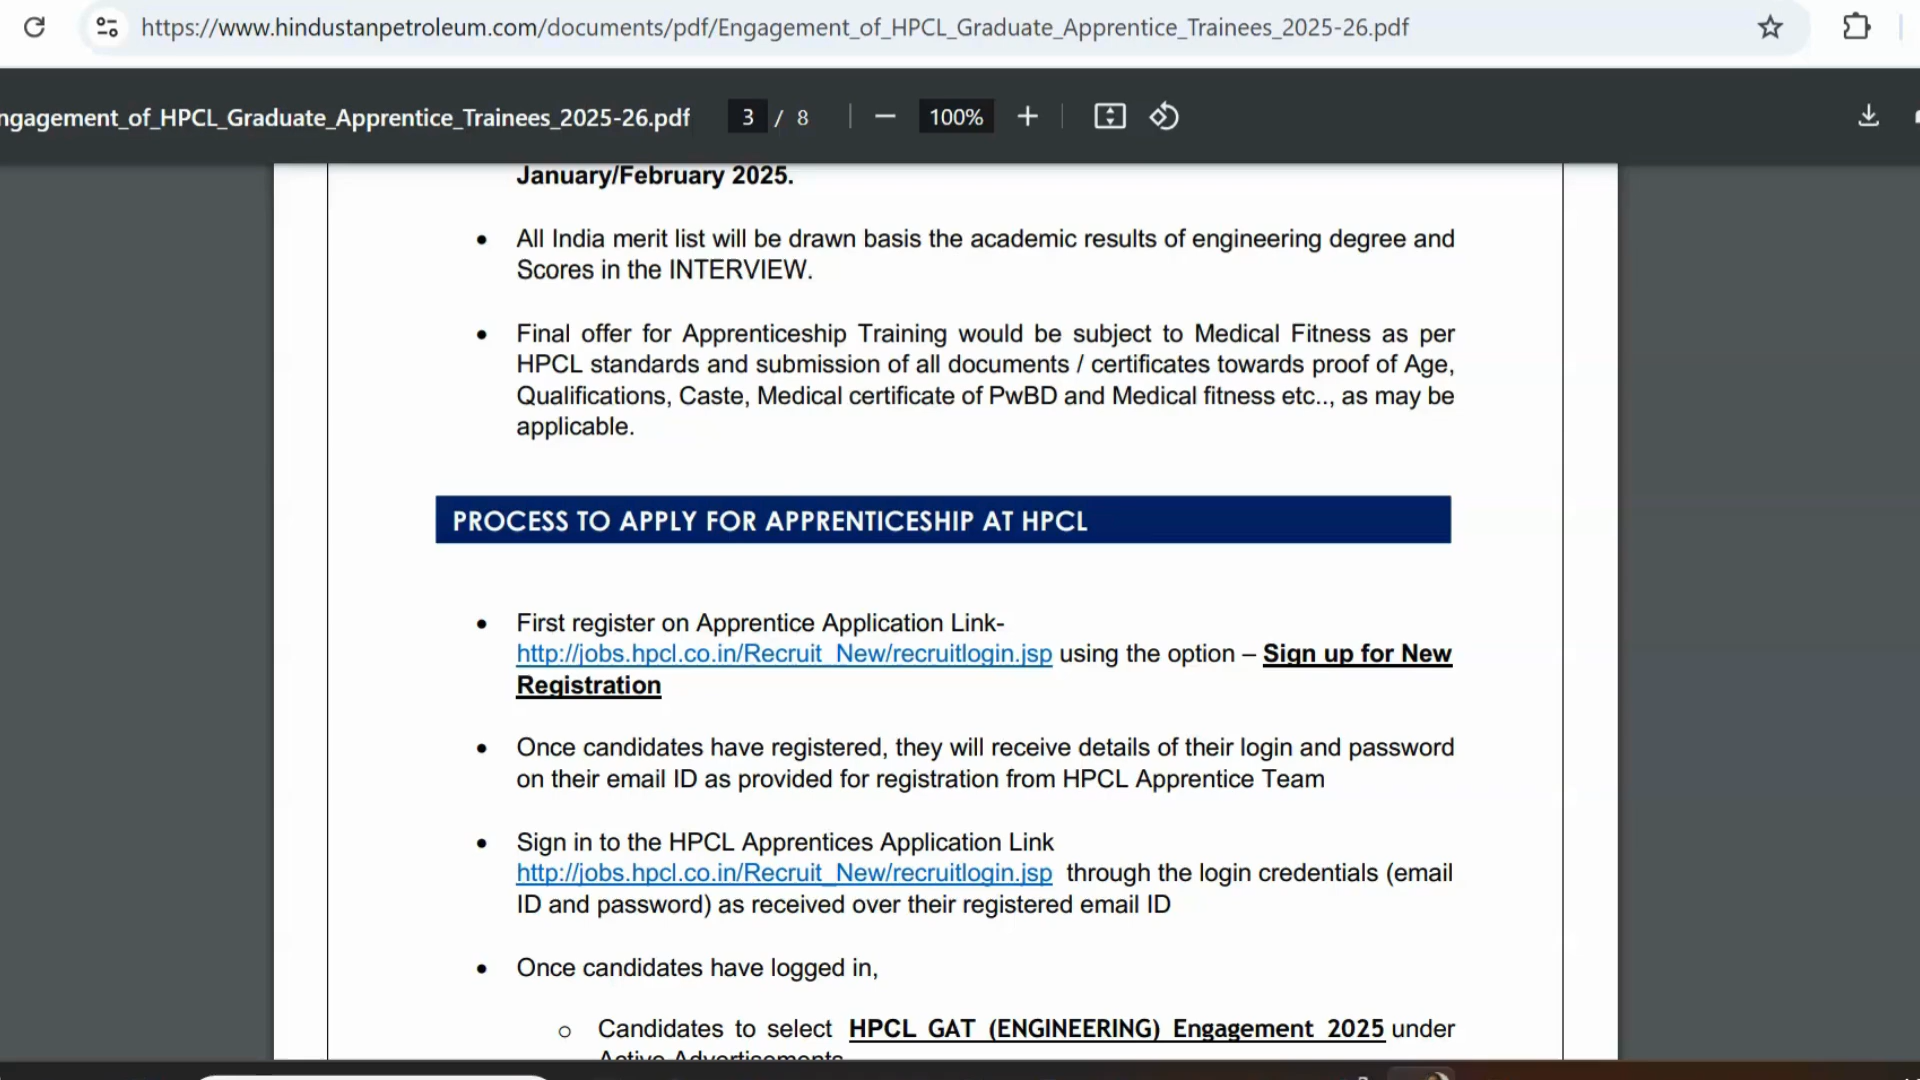 https://www.hindustanpetroleum.com/documents/pdf/Engagement_of_HPCL_Graduate_Apprentice_Trainees_2025-26.pdf
ngagement_of_HPCL_Graduate_Apprentice_Trainees_2025-26.pdf 3 / 8 100%
January/February 2025.
• All India merit list will be drawn basis the academic results of engineering degree and
Scores in the INTERVIEW.
• Final offer for Apprenticeship Training would be subject to Medical Fitness as per
HPCL standards and submission of all documents / certificates towards proof of Age,
Qualifications, Caste, Medical certificate of PwBD and Medical fitness etc.., as may be
applicable.
PROCESS TO APPLY FOR APPRENTICESHIP AT HPCL
• First register on Apprentice Application Link-
http://jobs.hpcl.co.in/Recruit_New/recruitlogin.jsp using the option – Sign up for New
Registration
• Once candidates have registered, they will receive details of their login and password
on their email ID as provided for registration from HPCL Apprentice Team
• Sign in to the HPCL Apprentices Application Link
http://jobs.hpcl.co.in/Recruit_New/recruitlogin.jsp through the login credentials (email
ID and password) as received over their registered email ID
• Once candidates have logged in,
o Candidates to select HPCL GAT (ENGINEERING) Engagement 2025 under
Active Advertisements